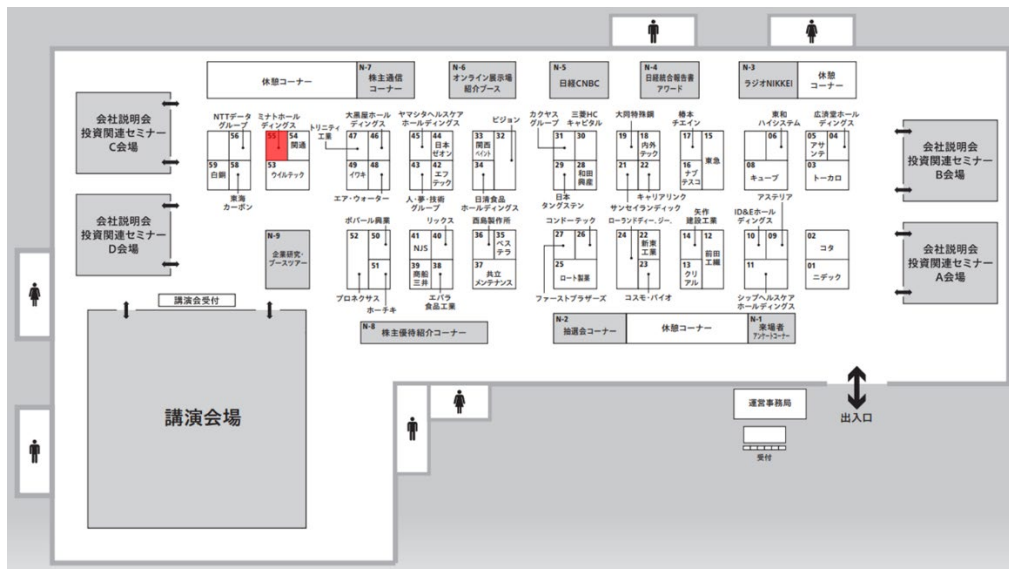 休憩コーナー
N-7
株主通信
コーナー
N-6
オンライン展示場
紹介ブース
N-5
日経CNBC
N-4
日経統合報告書
アワード
N-3
ラジオNIKKEI
休憩
コーナー
会社説明会
投資関連セミナー
C会場
会社説明会
投資関連セミナー
D会場
会社説明会
投資関連セミナー
B会場
会社説明会
投資関連セミナー
A会場
NTTデータ
グループ
56
59
白銅
58
東海
カーボン
ミナトホール
ディングス
55
54
関通
53
ウイルテック
トリニティ
工業
大黒屋ホール
ディングス
47
46
49
イワキ
48
エア・ウォーター
ヤマシタヘルスケア
ホールディングス
45
44
日本
ゼオン
43
42
エフ
テック
人・夢・技術
グループ
ビジョン
33
関西
ペイント
32
34
日清食品
ホールディングス
カクヤス
グループ
三菱HC
キャピタル
31
30
29
28
和田
興産
日本
タングステン
大同特殊鋼
19
18
内外
テック
21
22
キャリアリンク
サンセイランディック
椿本
チエイン
17
15
東急
16
ナブ
テスコ
東和
ハイシステム
06
08
キューブ
アステリア
広済堂ホール
ディングス
05
アサ
ンテ
04
03
トーカロ
N-9
企業研究・
ブースツアー
ポバール興業
52
50
51
プロネクサス
ホーチキ
リックス
41
NJS
40
39
商船
三井
38
エバラ
食品工業
酉島製作所
36
35
ベス
テラ
37
共立
メンテナンス
コンドーテック
27
26
25
ロート製薬
ファーストブラザーズ
ローランドディー.ジー.
24
22
新東
工業
23
コスモ・バイオ
矢作
建設工業
14
12
前田
工繊
13
クリ
アル
ID&Eホール
ディングス
10
09
11
シップヘルスケア
ホールディングス
02
コタ
01
ニデック
講演会受付
N-8
株主優待紹介コーナー
N-2
抽選会コーナー
休憩コーナー
N-1
来場者
アンケートコーナー
講演会場
運営事務局
受付
出入口